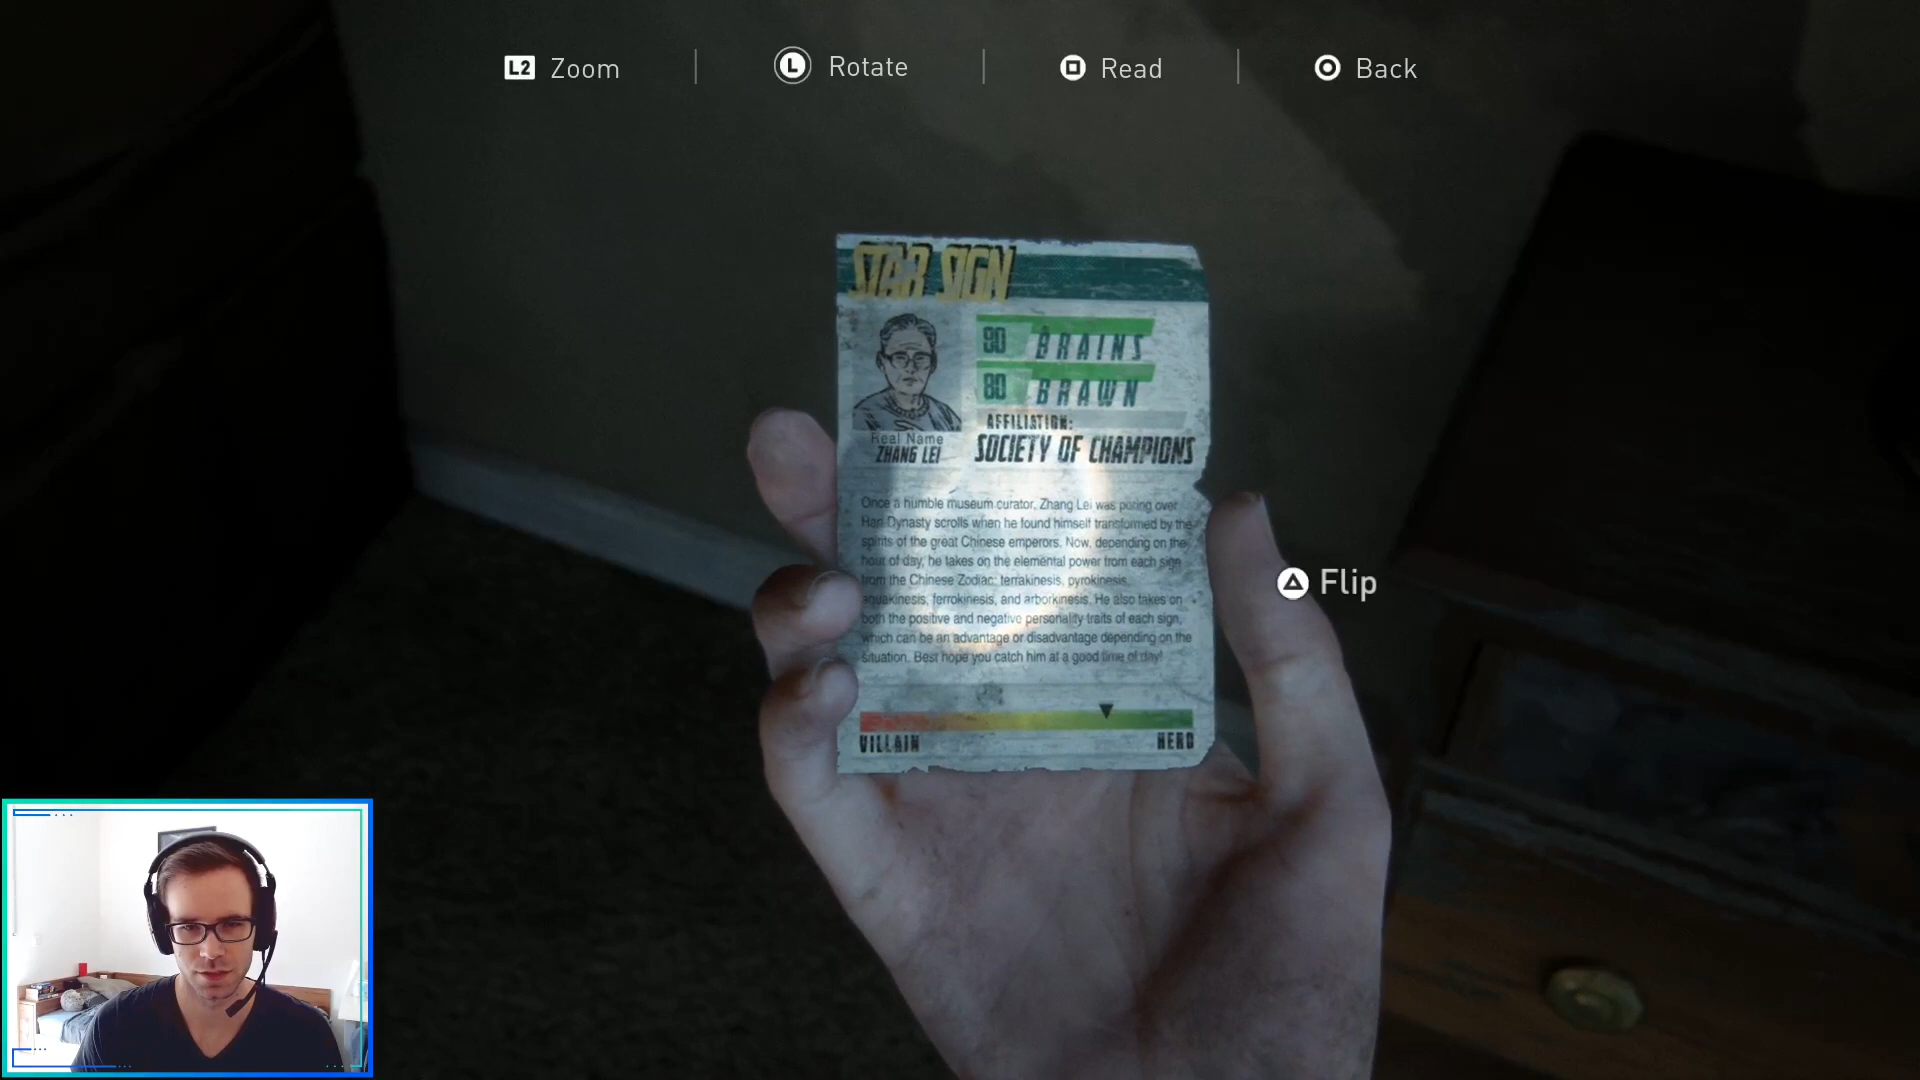 L2 Zoom
L Rotate
Read
Back
STAR SIGN
90 BRAINS
80 BRAWN
AFFILIATION:
SOCIETY OF CHAMPIONS
Real Name
ZHANG LEI
Once a humble museum curator, Zhang Lei was poring over
Han Dynasty scrolls when he found himself transformed by the
spirits of the great Chinese emperors. Now, depending on the
hour of day, he takes on the elemental power from each sign
from the Chinese Zodiac: terrakinesis, pyrokinesis,
aquakinesis, ferrokinesis, and arborkinesis. He also takes on
both the positive and negative personality traits of each sign,
which can be an advantage or disadvantage depending on the
situation. Best hope you catch him at a good time of day!
VILLAIN
HERO
Flip